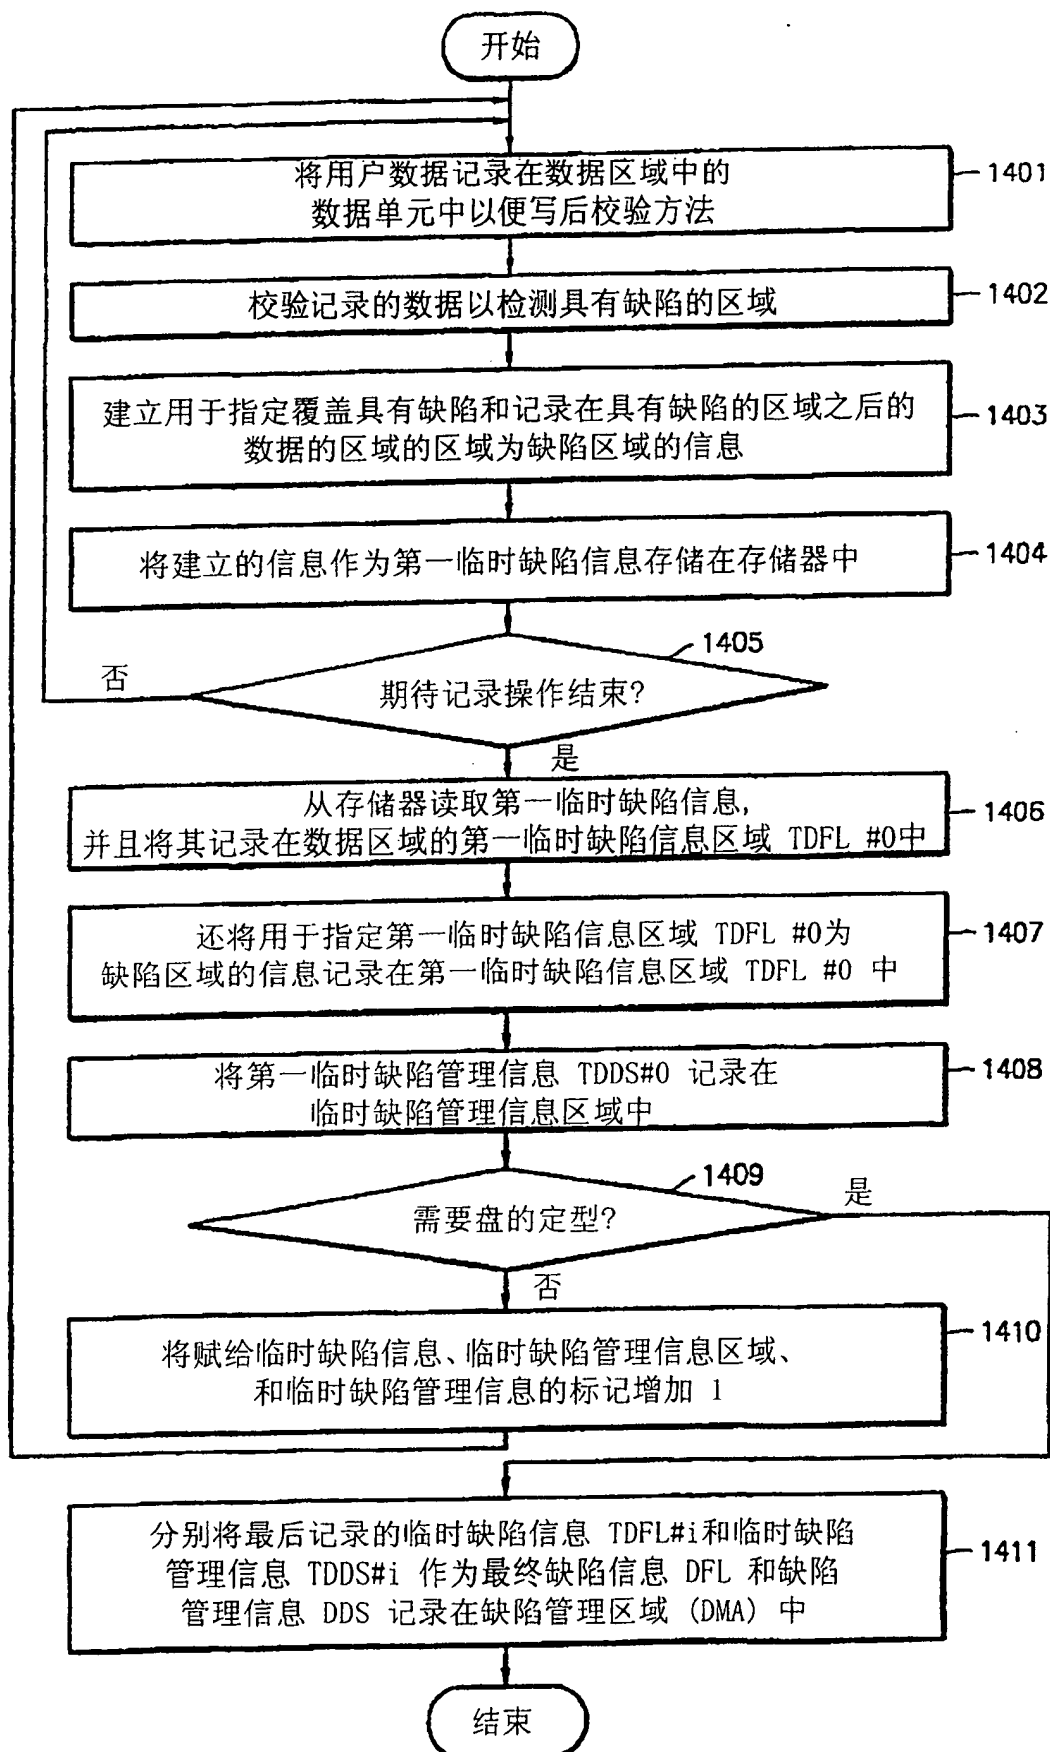 开始
将用户数据记录在数据区域中的
数据单元中以便写后校验方法
1401
校验记录的数据以检测具有缺陷的区域
1402
建立用于指定覆盖具有缺陷和记录在具有缺陷的区域之后的
数据的区域的区域为缺陷区域的信息
1403
将建立的信息作为第一临时缺陷信息存储在存储器中
1404
1405
否
期待记录操作结束?
是
从存储器读取第一临时缺陷信息,
并且将其记录在数据区域的第一临时缺陷信息区域 TDFL #0中
1406
还将用于指定第一临时缺陷信息区域 TDFL #0为
缺陷区域的信息记录在第一临时缺陷信息区域 TDFL #0 中
1407
将第一临时缺陷管理信息 TDDS#0 记录在
临时缺陷管理信息区域中
1408
1409
是
需要盘的定型?
否
将赋给临时缺陷信息、临时缺陷管理信息区域、
和临时缺陷管理信息的标记增加 1
1410
分别将最后记录的临时缺陷信息 TDFL#i和临时缺陷
管理信息 TDDS#i 作为最终缺陷信息 DFL 和缺陷
管理信息 DDS 记录在缺陷管理区域 (DMA) 中
1411
结束